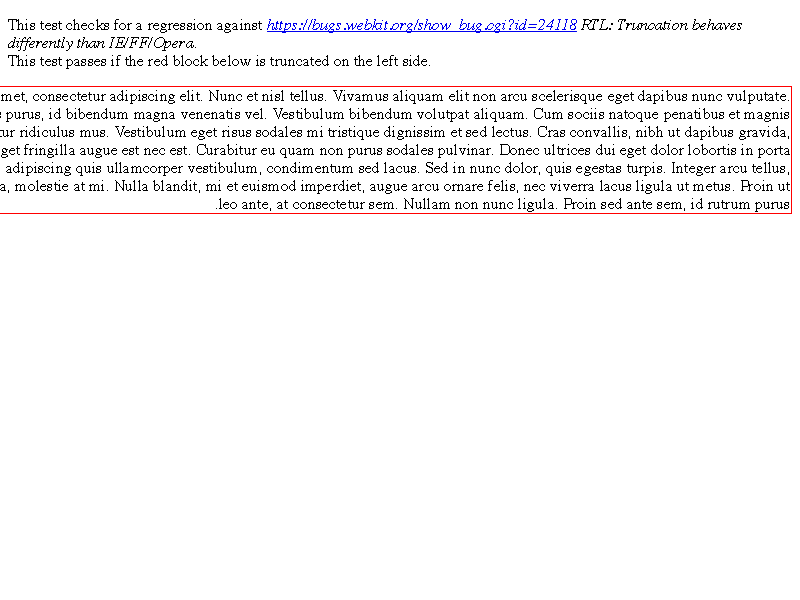 This test checks for a regression against https://bugs.webkit.org/show_bug.cgi?id=24118 RTL: Truncation behaves
differently than IE/FF/Opera.
This test passes if the red block below is truncated on the left side.
met, consectetur adipiscing elit. Nunc et nisl tellus. Vivamus aliquam elit non arcu scelerisque eget dapibus nunc vulputate.
purus, id bibendum magna venenatis vel. Vestibulum bibendum volutpat aliquam. Cum sociis natoque penatibus et magnis
ur ridiculus mus. Vestibulum eget risus sodales mi tristique dignissim et sed lectus. Cras convallis, nibh ut dapibus gravida,
get fringilla augue est nec est. Curabitur eu quam non purus sodales pulvinar. Donec ultrices dui eget dolor lobortis in porta
adipiscing quis ullamcorper vestibulum, condimentum sed lacus. Sed in nunc dolor, quis egestas turpis. Integer arcu tellus,
a, molestie at mi. Nulla blandit, mi et euismod imperdiet, augue arcu ornare felis, nec viverra lacus ligula ut metus. Proin ut
.leo ante, at consectetur sem. Nullam non nunc ligula. Proin sed ante sem, id rutrum purus